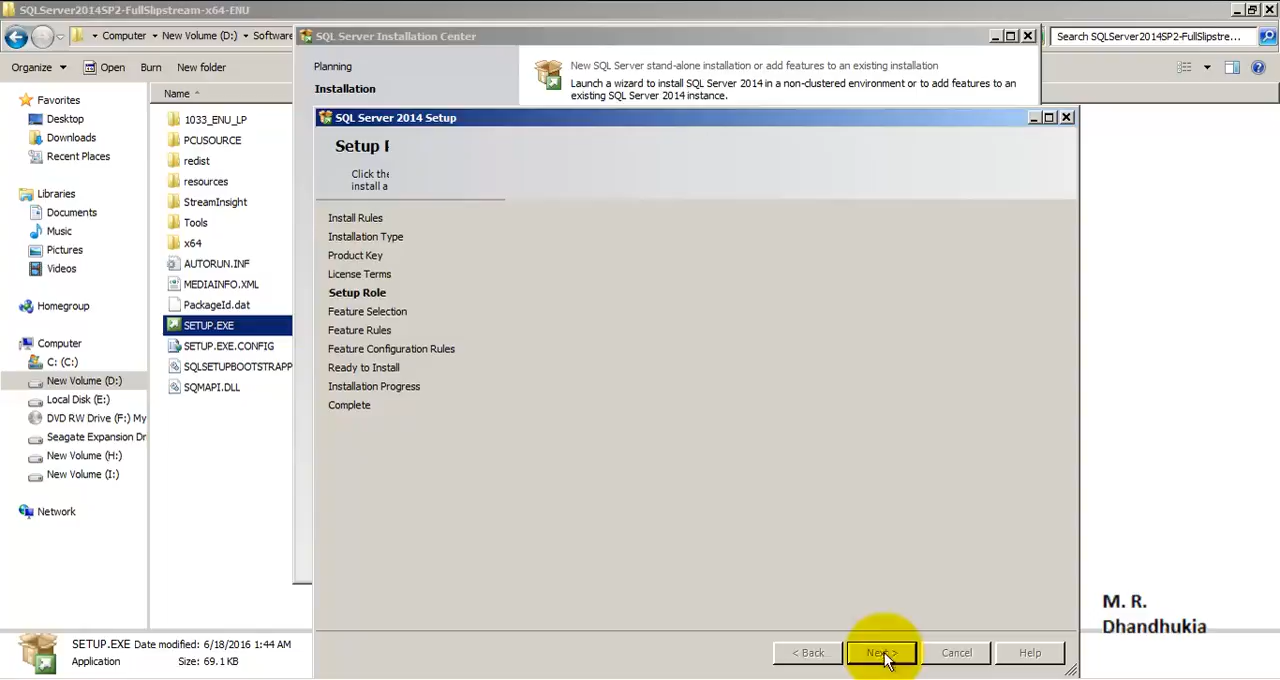 SQLServer2014SP2-FullSlipstream-x64-ENU
Computer New Volume (D:) Software
Search SQLServer2014SP2-FullSlipstre...
Organize Open Burn New folder
Favorites
Desktop
Downloads
Recent Places
Libraries
Documents
Music
Pictures
Videos
Homegroup
Computer
C: (C:)
New Volume (D:)
Local Disk (E:)
DVD RW Drive (F:) My
Seagate Expansion Dr
New Volume (H:)
New Volume (I:)
Network
Name
1033_ENU_LP
PCUSOURCE
redist
resources
StreamInsight
Tools
x64
AUTORUN.INF
MEDIAINFO.XML
PackageId.dat
SETUP.EXE
SETUP.EXE.CONFIG
SQLSETUPBOOTSTRAPP
SQMAPI.DLL
SETUP.EXE Date modified: 6/18/2016 1:44 AM
Application Size: 69.1 KB
SQL Server Installation Center
Planning
Installation
New SQL Server stand-alone installation or add features to an existing installation
Launch a wizard to install SQL Server 2014 in a non-clustered environment or to add features to an
existing SQL Server 2014 instance.
SQL Server 2014 Setup
Setup
Click the
install a
Install Rules
Installation Type
Product Key
License Terms
Setup Role
Feature Selection
Feature Rules
Feature Configuration Rules
Ready to Install
Installation Progress
Complete
< Back Next > Cancel Help
M. R.
Dhandhukia